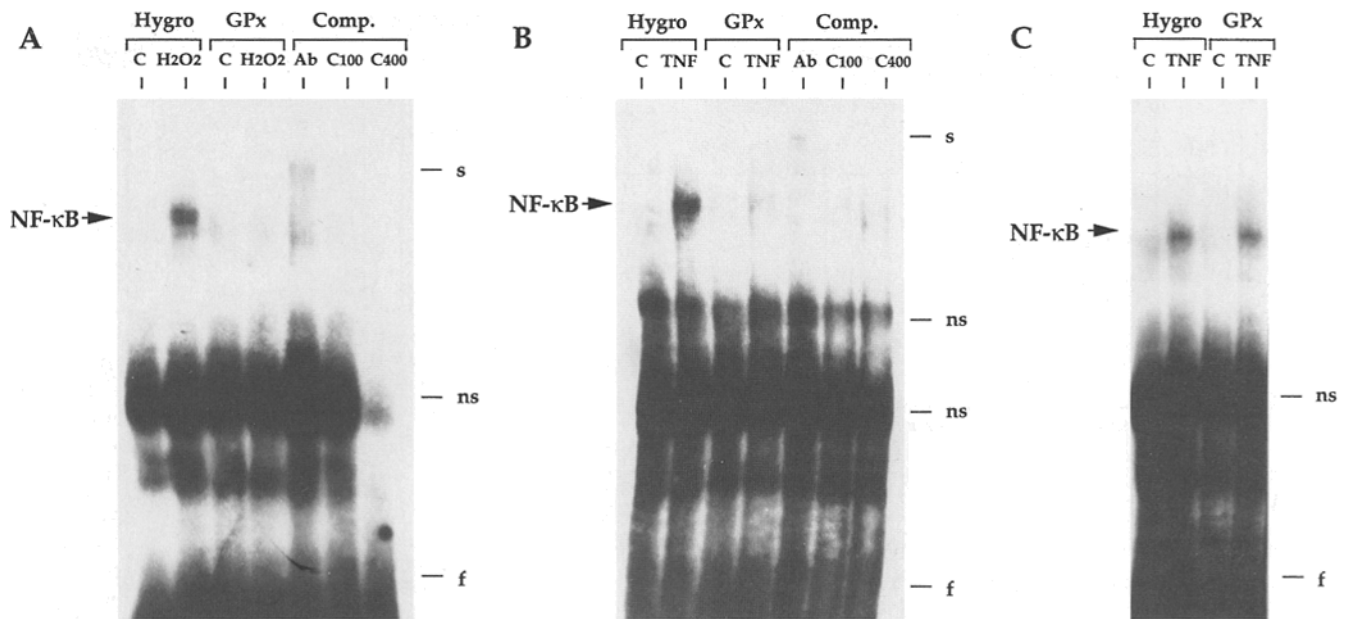 A
Hygro GPx Comp.
C H2O2 C H2O2 Ab C100 C400
NF-κB
s
ns
f
B
Hygro GPx Comp.
C TNF C TNF Ab C100 C400
NF-κB
s
ns
ns
f
C
Hygro GPx
C TNF C TNF
NF-κB
ns
f